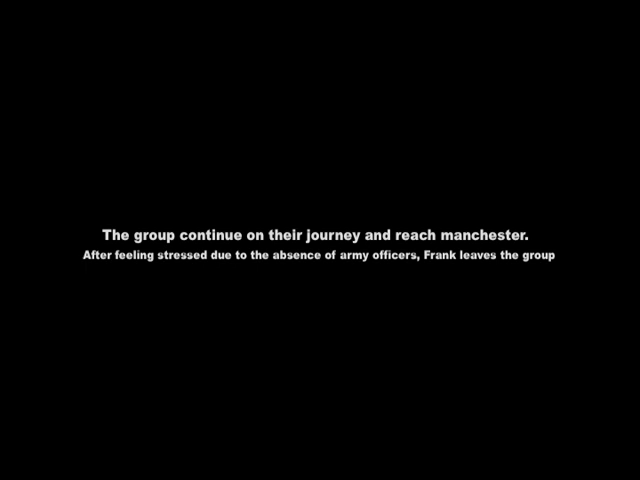 The group continue on their journey and reach manchester.
After feeling stressed due to the absence of army officers, Frank leaves the group